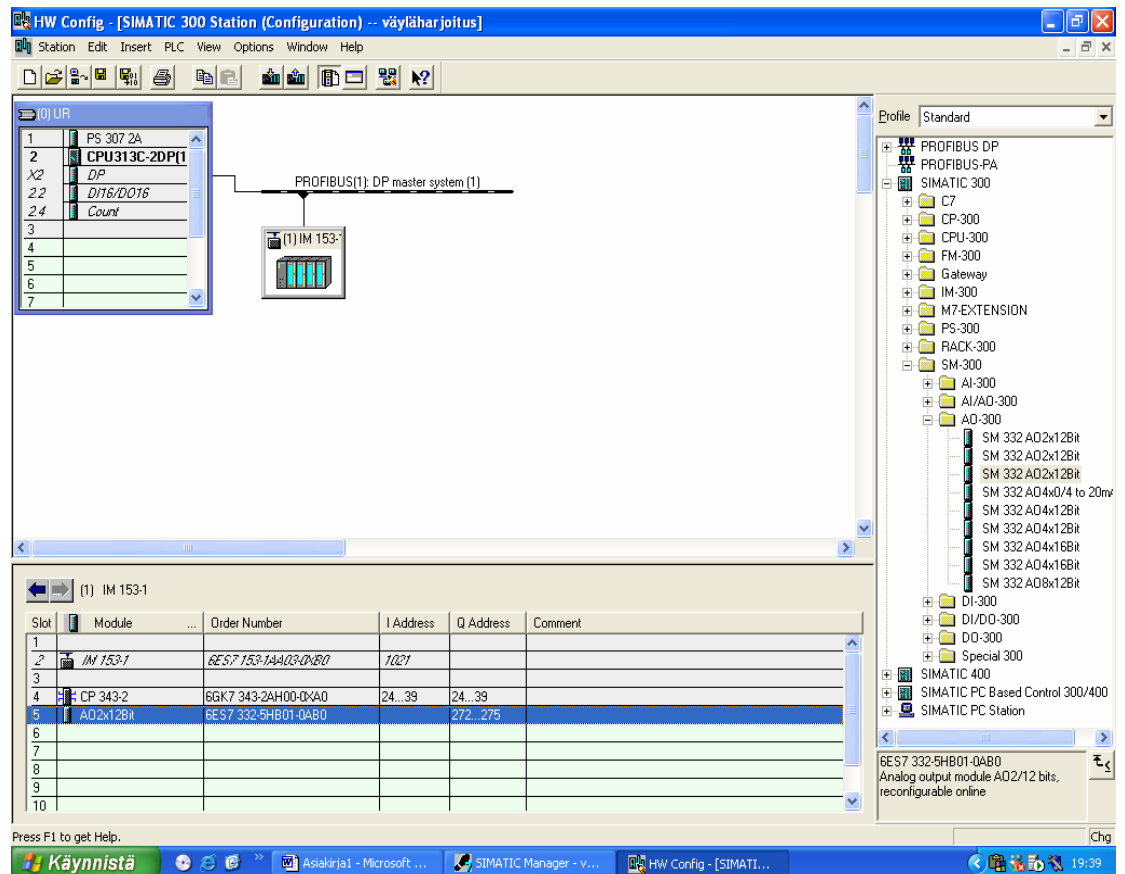 HW Config - [SIMATIC 300 Station (Configuration) -- väyläharjoitus]
Station Edit Insert PLC View Options Window Help
(0) UR
1 PS 307 2A
2 CPU313C-2DP(1
X2 DP
2.2 DI16/DO16
2.4 Count
3
4
5
6
7
PROFIBUS(1): DP master system (1)
(1) IM 153-1
Profile Standard
PROFIBUS DP
PROFIBUS-PA
SIMATIC 300
C7
CP-300
CPU-300
FM-300
Gateway
IM-300
M7-EXTENSION
PS-300
RACK-300
SM-300
AI-300
AI/AO-300
AO-300
SM 332 AO2x12Bit
SM 332 AO2x12Bit
SM 332 AO2x12Bit
SM 332 AO4x0/4 to 20mA
SM 332 AO4x12Bit
SM 332 AO4x12Bit
SM 332 AO4x16Bit
SM 332 AO4x16Bit
SM 332 AO8x12Bit
DI-300
DI/DO-300
DO-300
Special 300
SIMATIC 400
SIMATIC PC Based Control 300/400
SIMATIC PC Station
6ES7 332-5HB01-0AB0
Analog output module AO2/12 bits,
reconfigurable online
(1) IM 153-1
Slot Module ... Order Number I Address Q Address Comment
1
2 IM 153-1 6ES7 153-1AA03-0XB0 1021
3
4 CP 343-2 6GK7 343-2AH00-0XA0 24...39 24...39
5 AO2x12Bit 6ES7 332-5HB01-0AB0 272...275
6
7
8
9
10
Press F1 to get Help. Chg
Käynnistä » Asiakirja1 - Microsoft ... SIMATIC Manager - v... HW Config - [SIMATI... 19:39